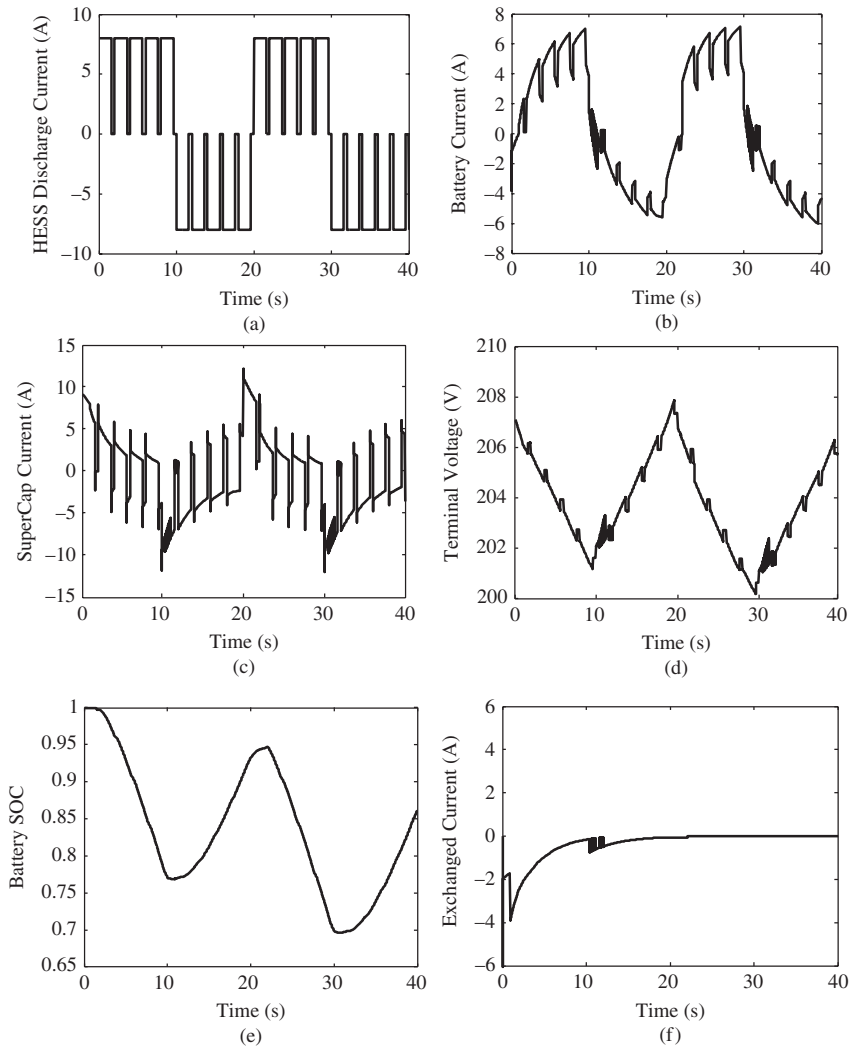 10
5
0
−5
−10
HESS Discharge Current (A)
0 10 20 30 40
Time (s)
(a)
8
6
4
2
0
−2
−4
−6
−8
Battery Current (A)
0 10 20 30 40
Time (s)
(b)
15
10
5
0
−5
−10
−15
SuperCap Current (A)
0 10 20 30 40
Time (s)
(c)
210
208
206
204
202
200
Terminal Voltage (V)
0 10 20 30 40
Time (s)
(d)
1
0.95
0.9
0.85
0.8
0.75
0.7
0.65
Battery SOC
0 10 20 30 40
Time (s)
(e)
6
4
2
0
−2
−4
−6
Exchanged Current (A)
0 10 20 30 40
Time (s)
(f)